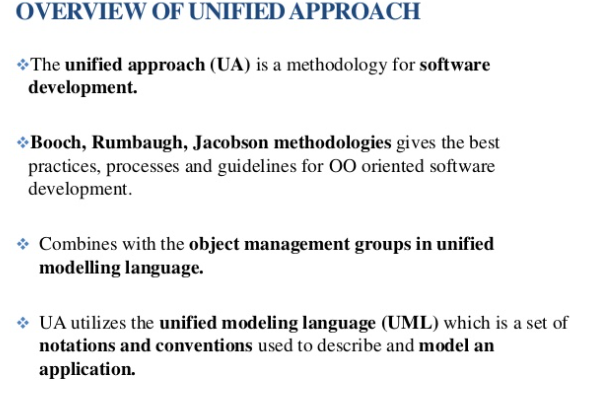 OVERVIEW OF UNIFIED APPROACH
❖The unified approach (UA) is a methodology for software
development.
❖Booch, Rumbaugh, Jacobson methodologies gives the best
practices, processes and guidelines for OO oriented software
development.
❖ Combines with the object management groups in unified
modelling language.
❖ UA utilizes the unified modeling language (UML) which is a set of
notations and conventions used to describe and model an
application.